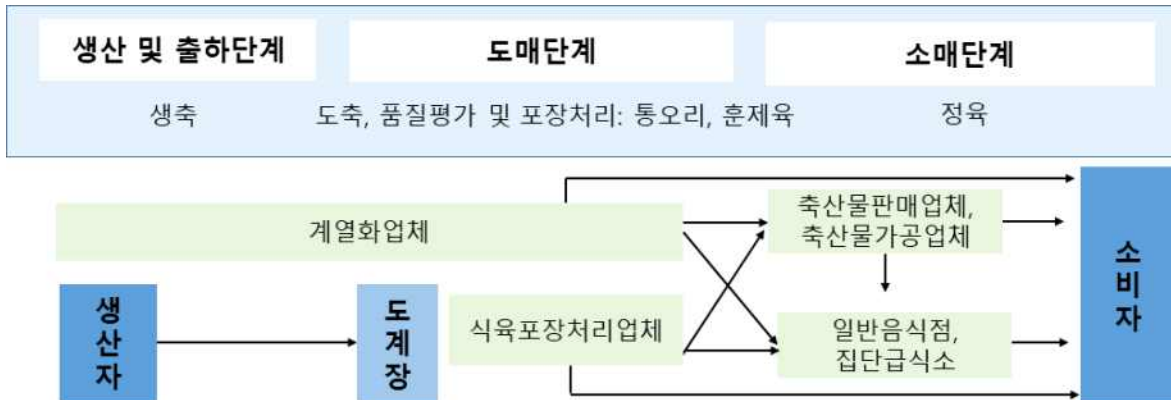 생산 및 출하단계
도매단계
소매단계
생축
도축, 품질평가 및 포장처리: 통오리, 훈제육
정육
계열화업체
축산물판매업체,
축산물가공업체
생산자
도계장
식육포장처리업체
일반음식점,
집단급식소
소비자